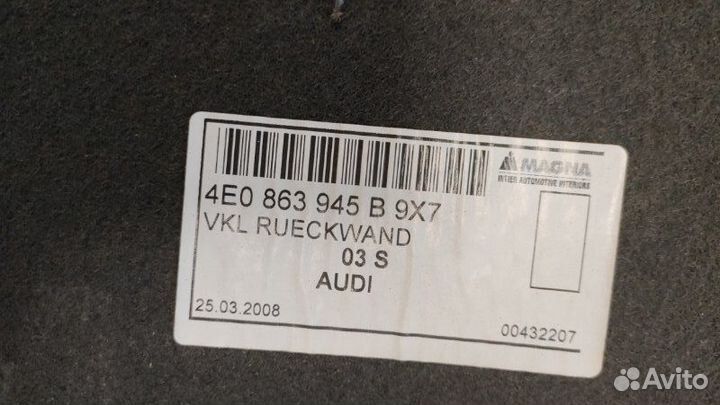 MAGNA
INTIER AUTOMOTIVE INTERIORS
4E0 863 945 B 9X7
VKL RUECKWAND
03 S
AUDI
25.03.2008
00432207
Avito